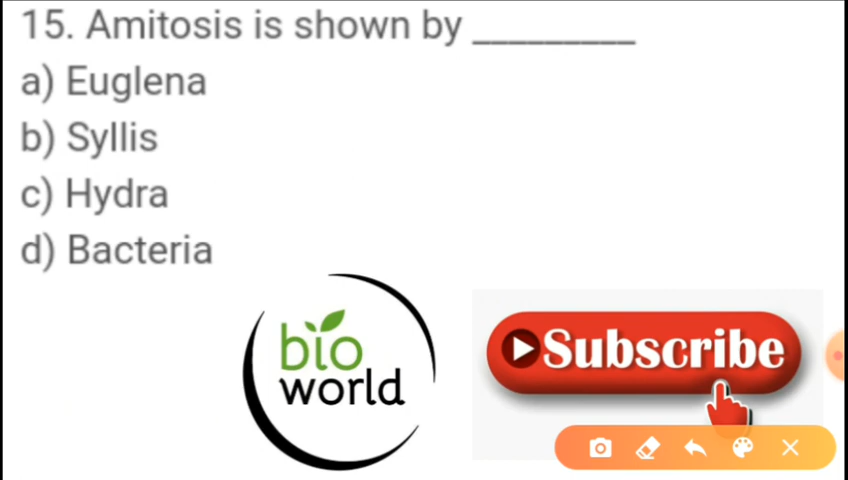 15. Amitosis is shown by _________
a) Euglena
b) Syllis
c) Hydra
d) Bacteria
bio
world
Subscribe